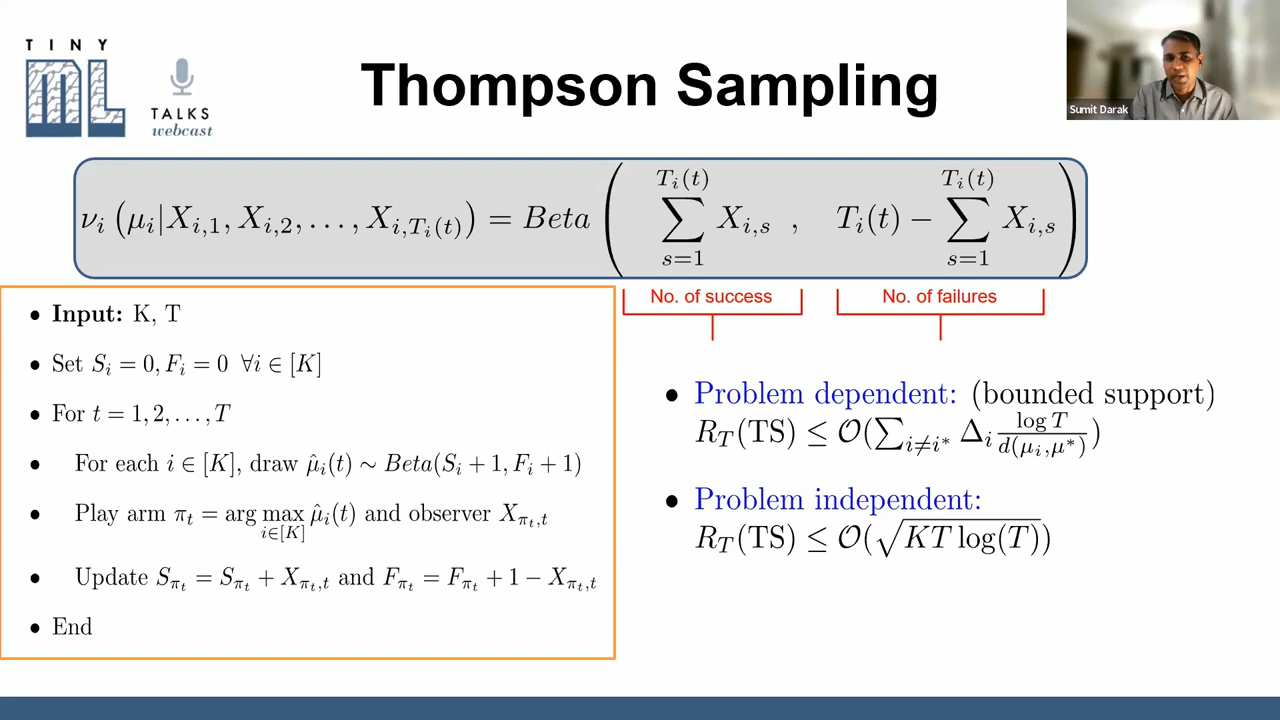 TINY
ML
TALKS
webcast
Thompson Sampling
Sumit Darak
ν_i (μ_i|X_{i,1}, X_{i,2}, . . . , X_{i,T_i(t)}) = Beta ( ∑_{s=1}^{T_i(t)} X_{i,s} , T_i(t) − ∑_{s=1}^{T_i(t)} X_{i,s} )
No. of success
No. of failures
• Input: K, T
• Set S_i = 0, F_i = 0 ∀i ∈ [K]
• For t = 1, 2, . . . , T
• For each i ∈ [K], draw μ̂_i(t) ∼ Beta(S_i + 1, F_i + 1)
• Play arm π_t = arg max_{i∈[K]} μ̂_i(t) and observer X_{π_t,t}
• Update S_{π_t} = S_{π_t} + X_{π_t,t} and F_{π_t} = F_{π_t} + 1 − X_{π_t,t}
• End
• Problem dependent: (bounded support)
R_T(TS) ≤ O(∑_{i≠i*} Δ_i \frac{log T}{d(μ_i,μ*)})
• Problem independent:
R_T(TS) ≤ O(√{KT log(T)})